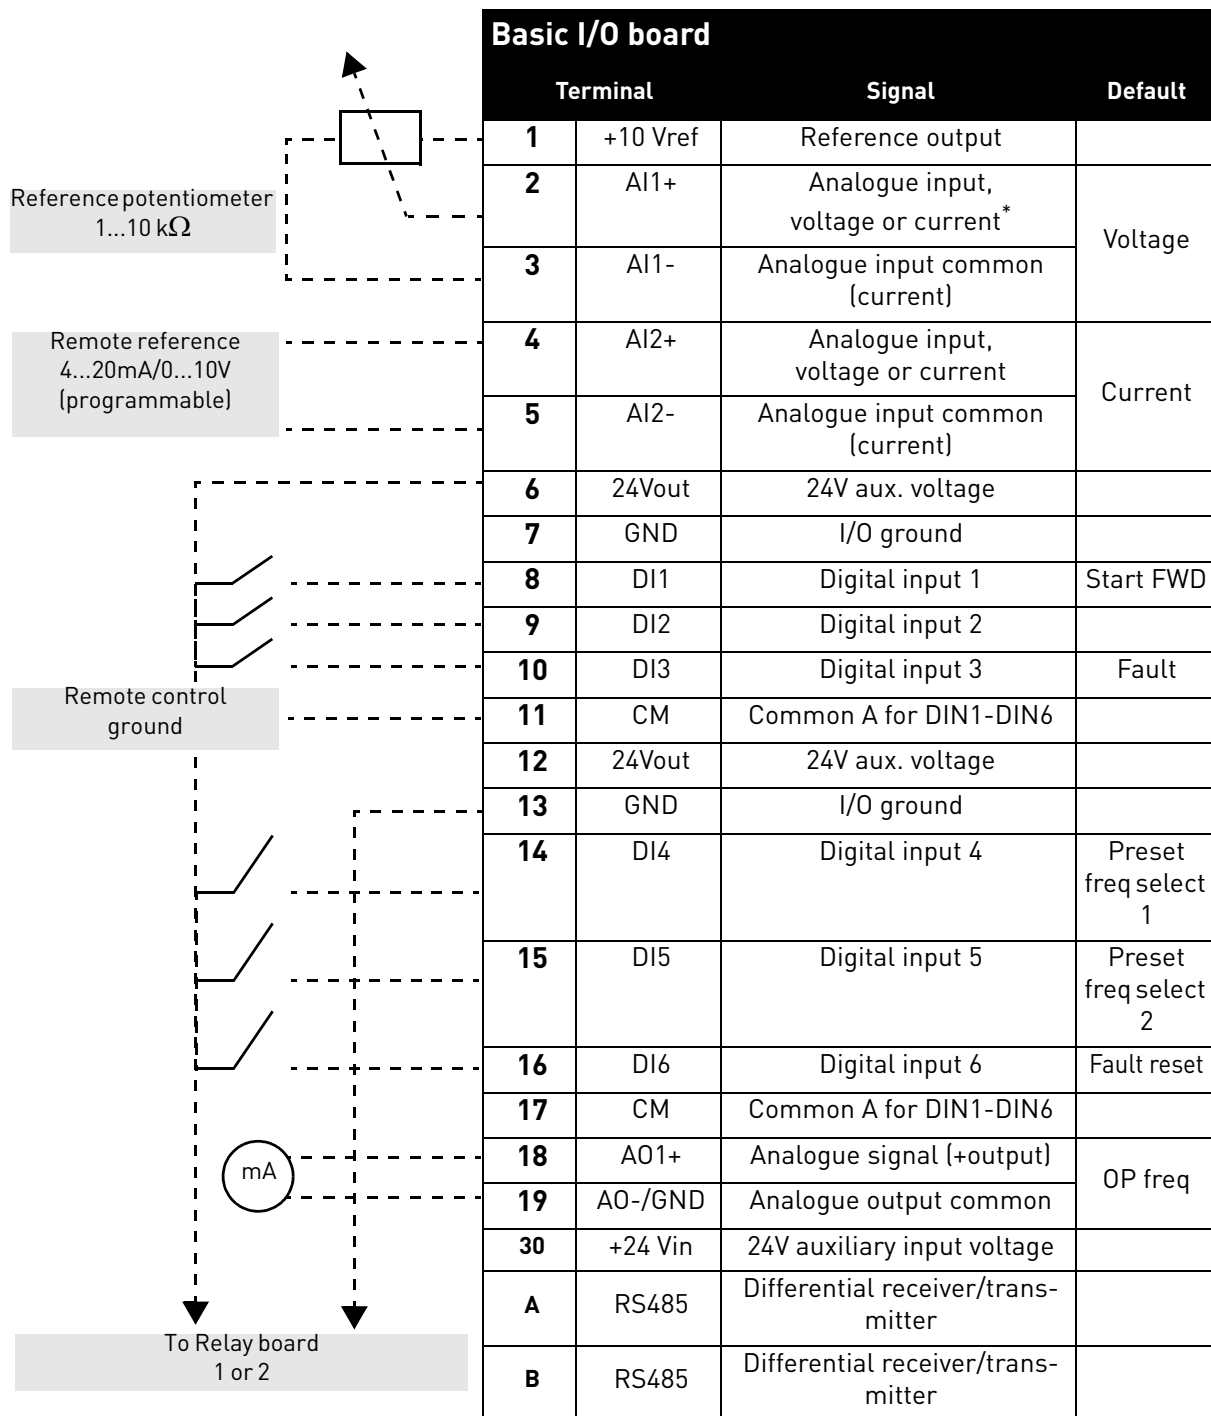 Basic I/O board
Terminal Signal Default
1 +10 Vref Reference output
2 AI1+ Analogue input,
voltage or current*
Voltage
3 AI1- Analogue input common
(current)
4 AI2+ Analogue input,
voltage or current
Current
5 AI2- Analogue input common
(current)
6 24Vout 24V aux. voltage
7 GND I/O ground
8 DI1 Digital input 1 Start FWD
9 DI2 Digital input 2
10 DI3 Digital input 3 Fault
11 CM Common A for DIN1-DIN6
12 24Vout 24V aux. voltage
13 GND I/O ground
14 DI4 Digital input 4 Preset
freq select
1
15 DI5 Digital input 5 Preset
freq select
2
16 DI6 Digital input 6 Fault reset
17 CM Common A for DIN1-DIN6
18 AO1+ Analogue signal (+output)
OP freq
19 AO-/GND Analogue output common
30 +24 Vin 24V auxiliary input voltage
A RS485 Differential receiver/trans-
mitter
B RS485 Differential receiver/trans-
mitter
Reference potentiometer
1...10 kΩ
Remote reference
4...20mA/0...10V
(programmable)
Remote control
ground
mA
To Relay board
1 or 2